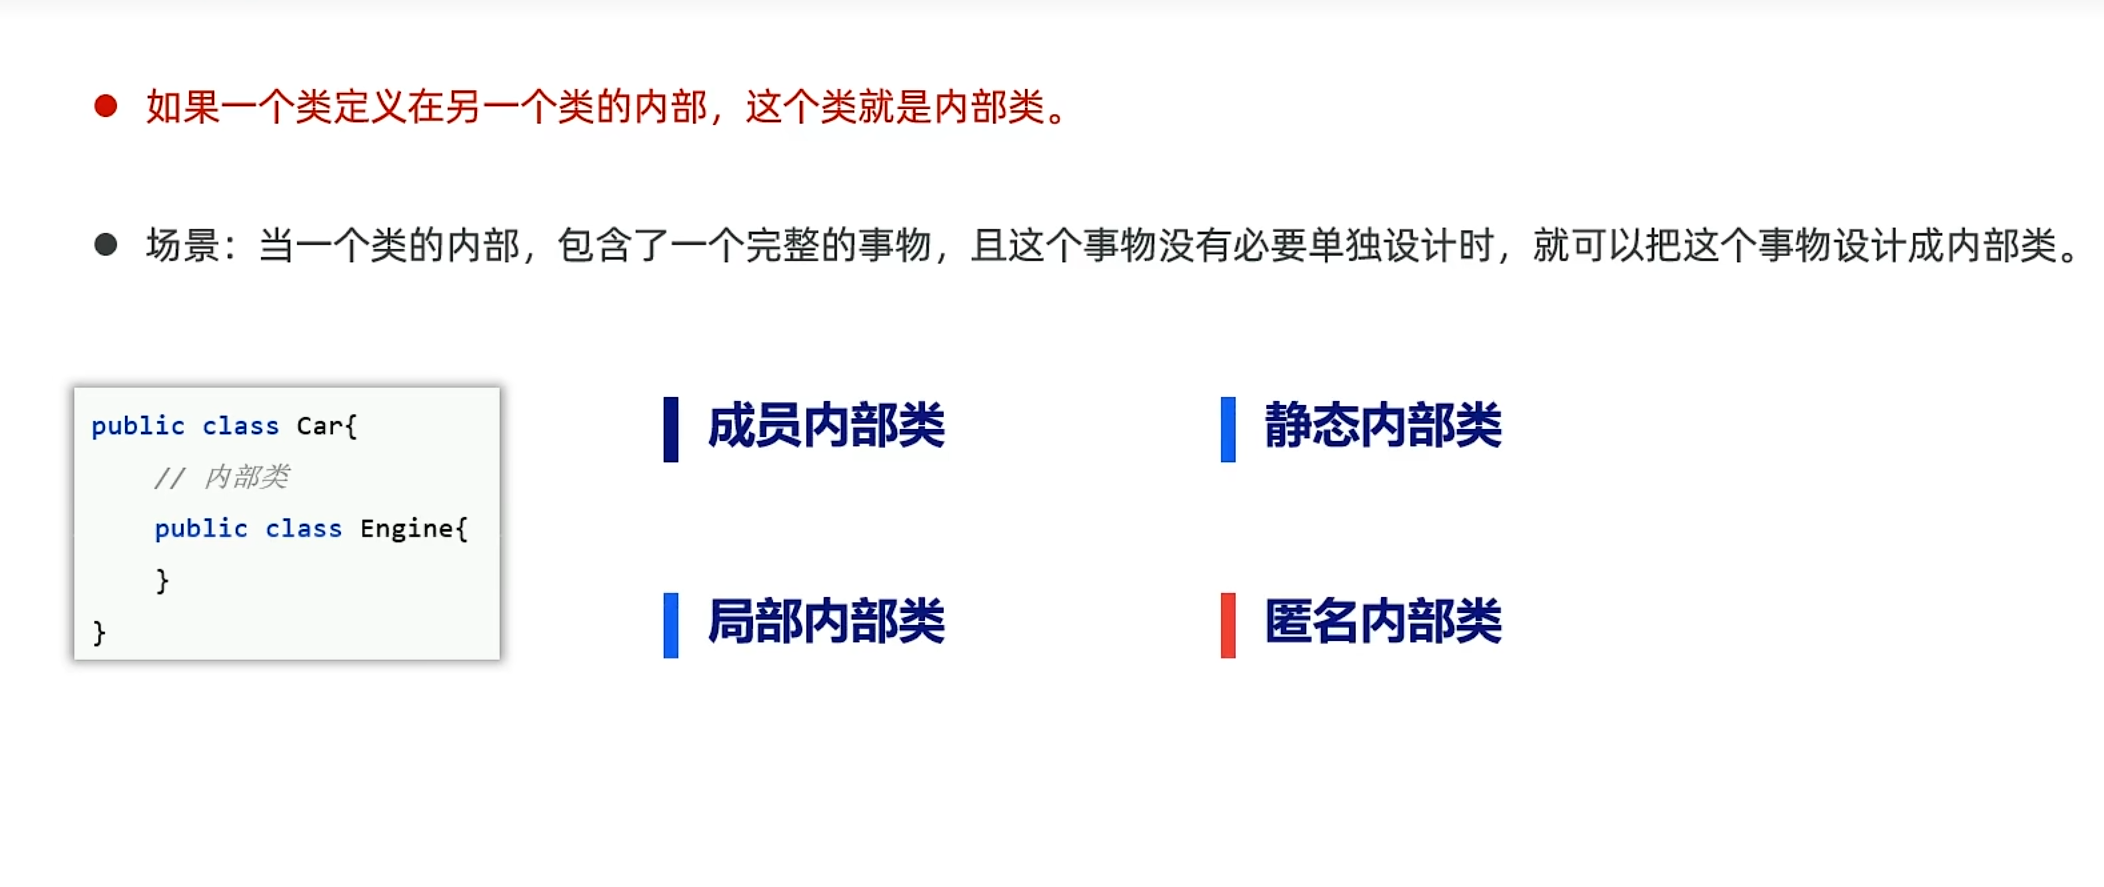 如果一个类定义在另一个类的内部，这个类就是内部类。
场景：当一个类的内部，包含了一个完整的事物，且这个事物没有必要单独设计时，就可以把这个事物设计成内部类。
public class Car{
// 内部类
public class Engine{
}
}
成员内部类
静态内部类
局部内部类
匿名内部类